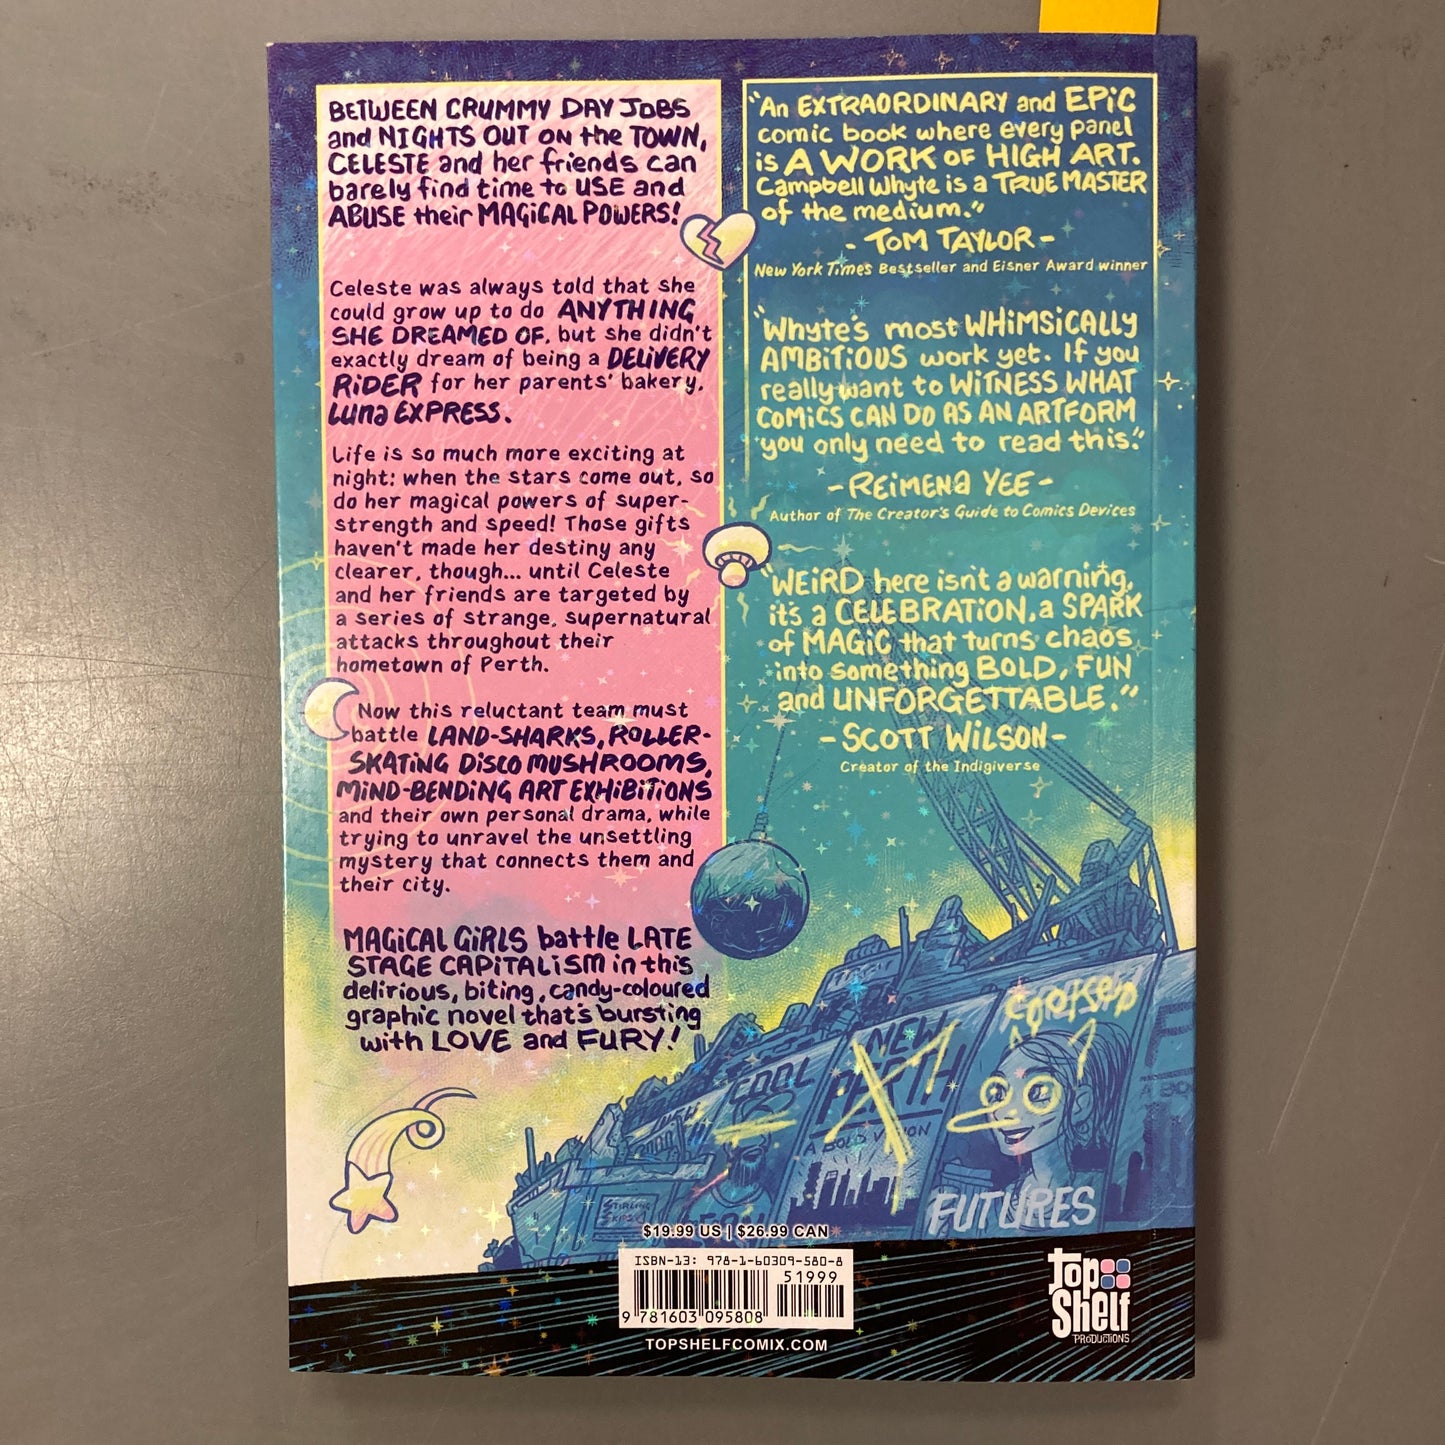 BETWEEN CRUMMY DAY JOBS
and NIGHTS OUT ON the TOWN,
CELESTE and her friends can
barely find time to USE and
ABUSE their MAGICAL POWERS!
Celeste was always told that she
could grow up to do ANYTHING
SHE DREAMED OF, but she didn't
exactly dream of being a DELIVERY
RIDER for her parents' bakery,
LUNA EXPRESS.
Life is so much more exciting at
night: when the stars come out, so
do her magical powers of super-
strength and speed! Those gifts
haven't made her destiny any
clearer, though... until Celeste
and her friends are targeted by
a series of strange, supernatural
attacks throughout their
hometown of Perth.
Now this reluctant team must
battle LAND-SHARKS, ROLLER-
SKATING DISCO MUSHROOMS,
MIND-BENDING ART EXHIBITIONS
and their own personal drama, while
trying to unravel the unsettling
mystery that connects them and
their city.
MAGICAL GIRLS battle LATE
STAGE CAPITALISM in this
delirious, biting, candy-coloured
graphic novel that's bursting
with LOVE and FURY!
"An EXTRAORDINARY and EPIC
comic book where every panel
is A WORK OF HIGH ART.
Campbell Whyte is a TRUE MASTER
of the medium."
- TOM TAYLOR -
New York Times Bestseller and Eisner Award winner
"Whyte's most WHIMSICALLY
AMBITIOUS work yet. If you
really want to WITNESS WHAT
COMICS CAN DO AS AN ARTFORM
you only need to read this."
- REIMENA YEE -
Author of The Creator's Guide to Comics Devices
"WEIRD here isn't a warning,
it's a CELEBRATION, a SPARK
of MAGIC that turns chaos
into something BOLD, FUN
and UNFORGETTABLE."
- SCOTT WILSON -
Creator of the Indigiverse
COOL
NEW
PERTH
A BOLD VISION
FUTURES
$19.99 US | $26.99 CAN
ISBN-13: 978-1-60309-580-8
51999
9 781603 095808
TOPSHELFCOMIX.COM
Top
Shelf
PRODUCTIONS